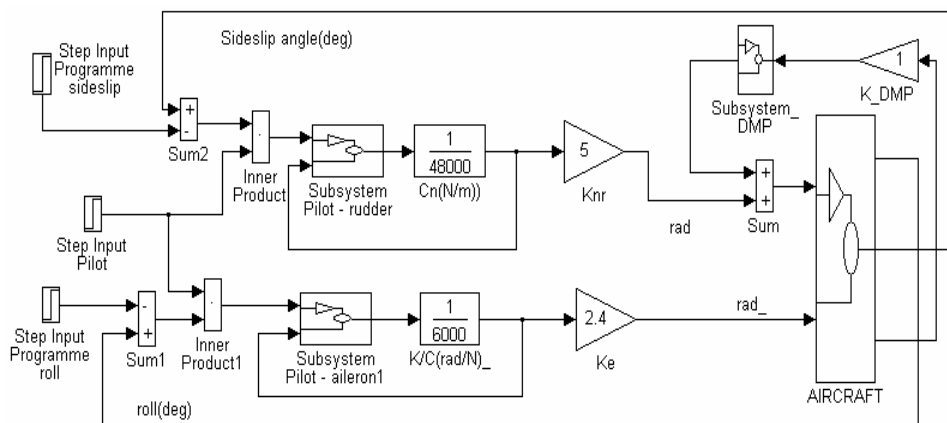 Sideslip angle(deg)
Step Input
Programme
sideslip
+
-
Sum2
Inner
Product
Subsystem
Pilot - rudder
1
48000
Cn(N/m))
5
Knr
rad
Subsystem_
DMP
1
K_DMP
+
+
Sum
Step Input
Pilot
Step Input
Programme
roll
-
+
Sum1
Inner
Product1
Subsystem
Pilot - aileron1
1
6000
K/C(rad/N)_
2.4
Ke
rad_
AIRCRAFT
roll(deg)